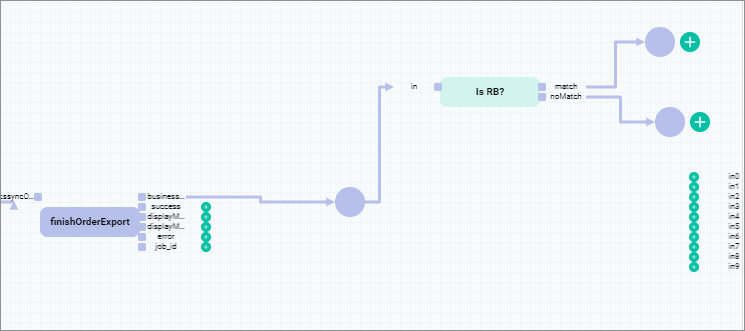 in
Is RB?
match
noMatch
cssyncO...
finishOrderExport
business...
success
displayM...
displayM...
error
job_id
in0
in1
in2
in3
in4
in5
in6
in7
in8
in9